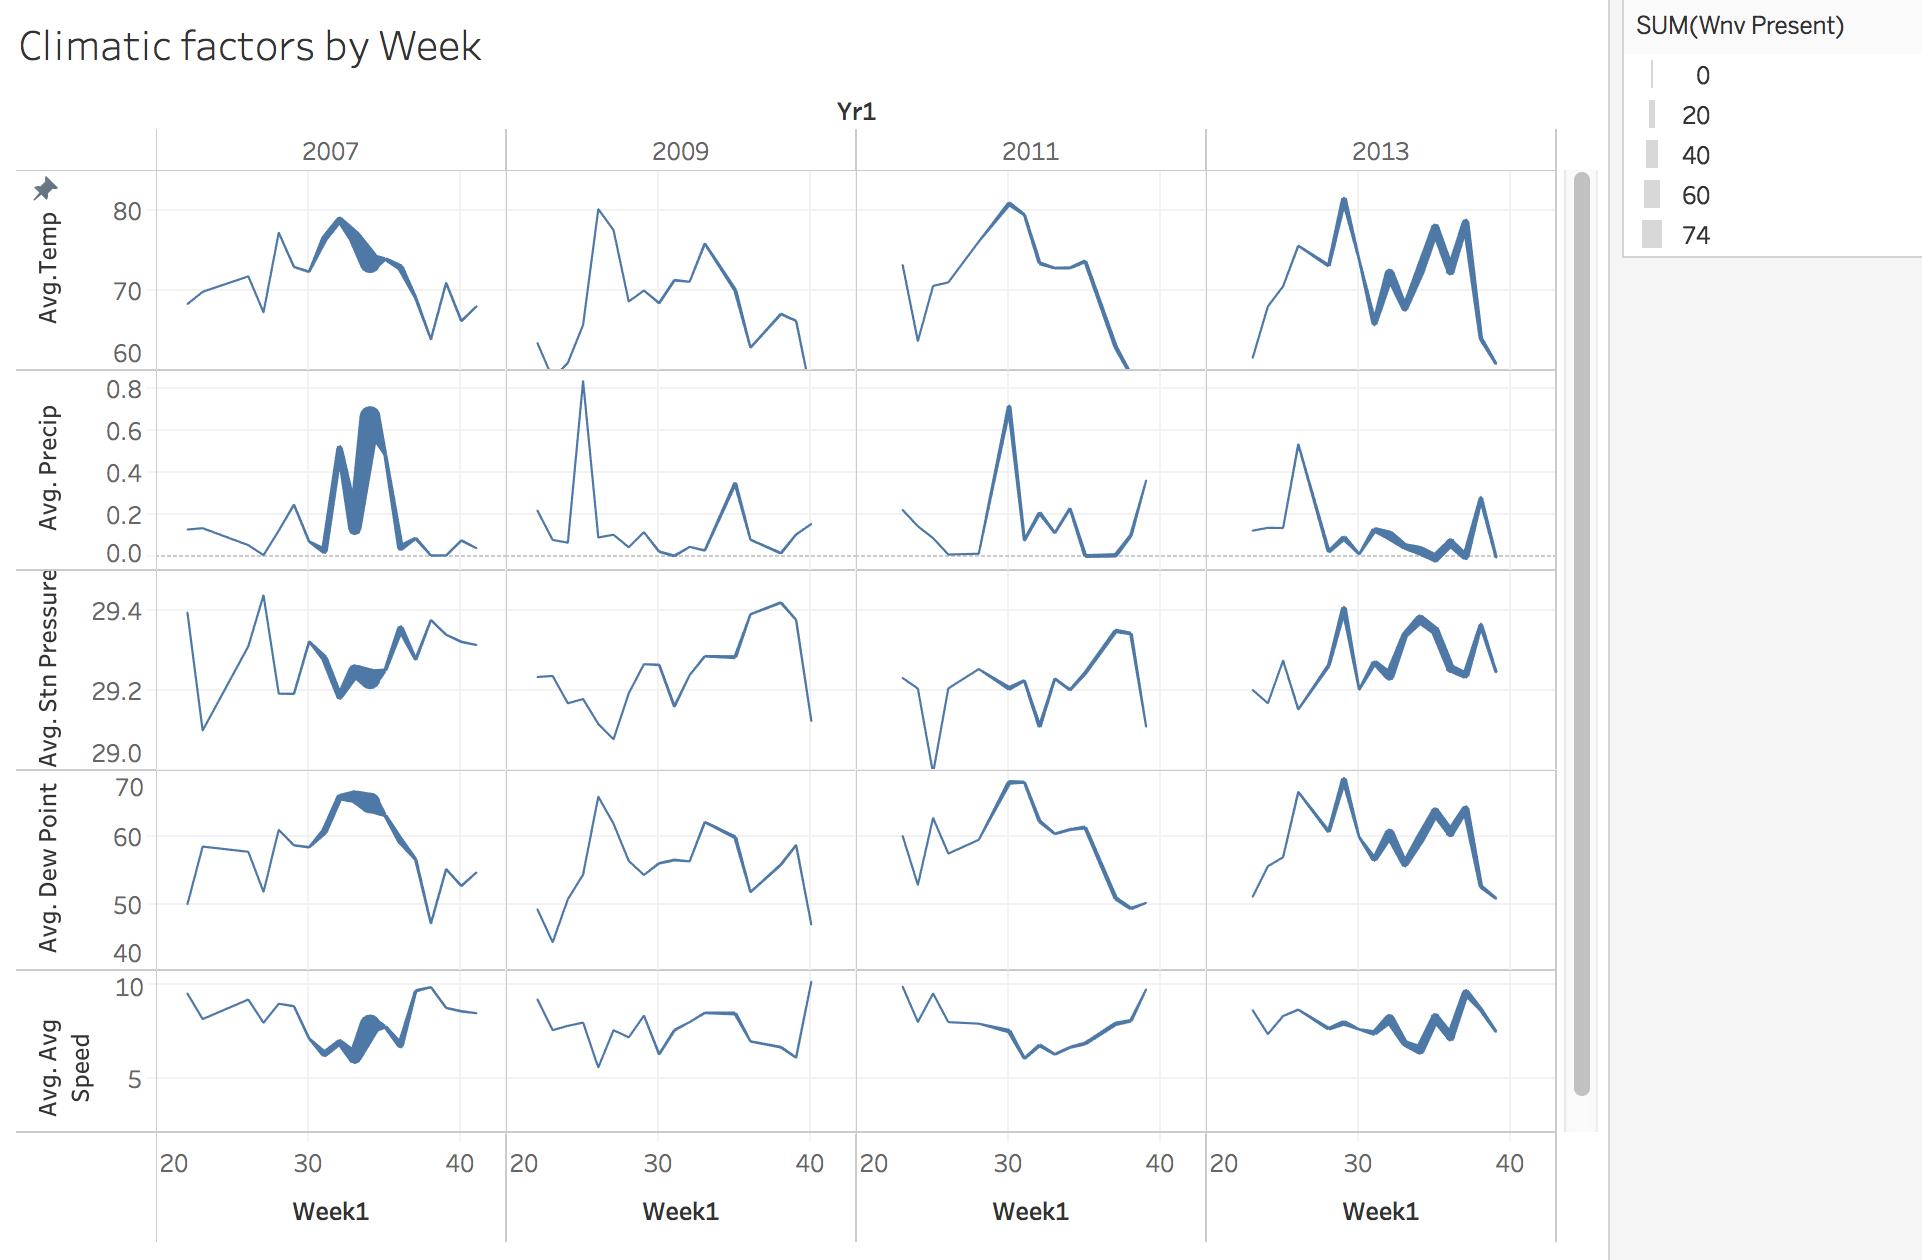 Climatic factors by Week
SUM(Wnv Present)
0
20
40
60
74
Yr1
2007 2009 2011 2013
Avg.Temp
80
70
60
Avg. Precip
0.8
0.6
0.4
0.2
0.0
Avg. Stn Pressure
29.4
29.2
29.0
Avg. Dew Point
70
60
50
40
Avg. Avg
Speed
10
5
20 30 40 20 30 40 20 30 40 20 30 40
Week1 Week1 Week1 Week1